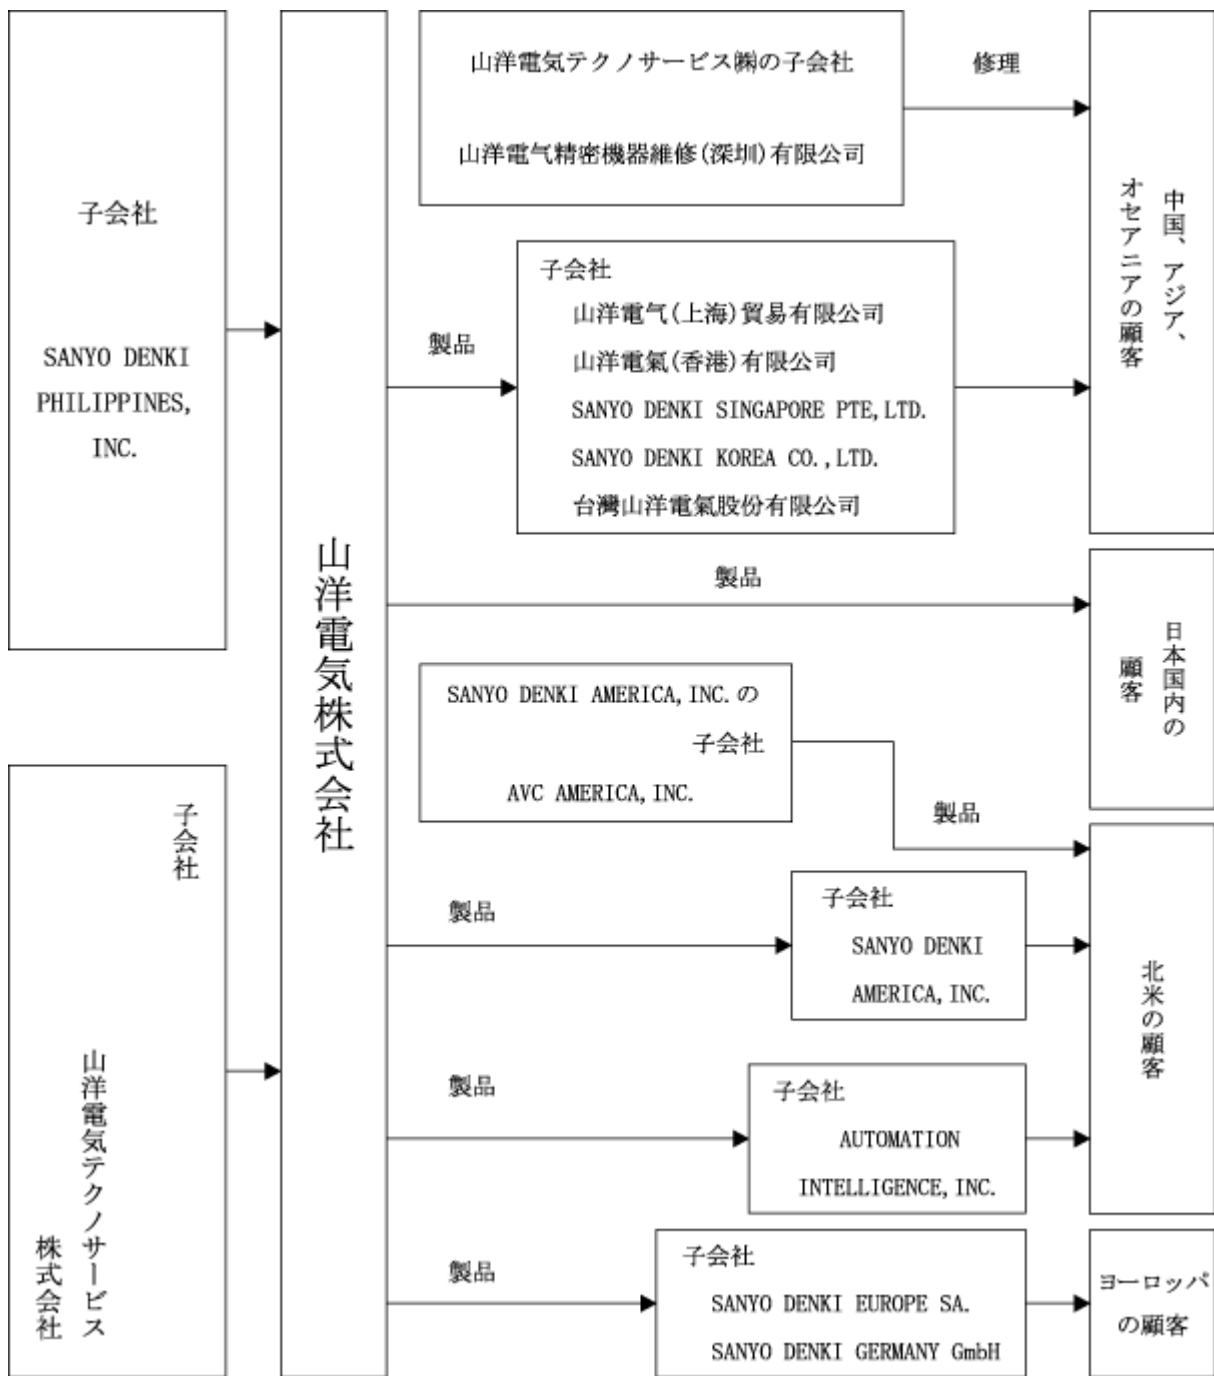 子会社
SANYO DENKI
PHILIPPINES,
INC.
子会社
山洋電気テクノサービス
株式会社
山洋電気株式会社
山洋電気テクノサービス㈱の子会社
山洋電气精密機器維修(深圳)有限公司
修理
製品
子会社
山洋電气(上海)貿易有限公司
山洋電氣(香港)有限公司
SANYO DENKI SINGAPORE PTE,LTD.
SANYO DENKI KOREA CO.,LTD.
台灣山洋電氣股份有限公司
中国、アジア、
オセアニアの顧客
製品
日本国内の
顧客
SANYO DENKI AMERICA,INC.の
子会社
AVC AMERICA,INC.
製品
製品
子会社
SANYO DENKI
AMERICA,INC.
製品
子会社
AUTOMATION
INTELLIGENCE,INC.
北米の顧客
製品
子会社
SANYO DENKI EUROPE SA.
SANYO DENKI GERMANY GmbH
ヨーロッパ
の顧客